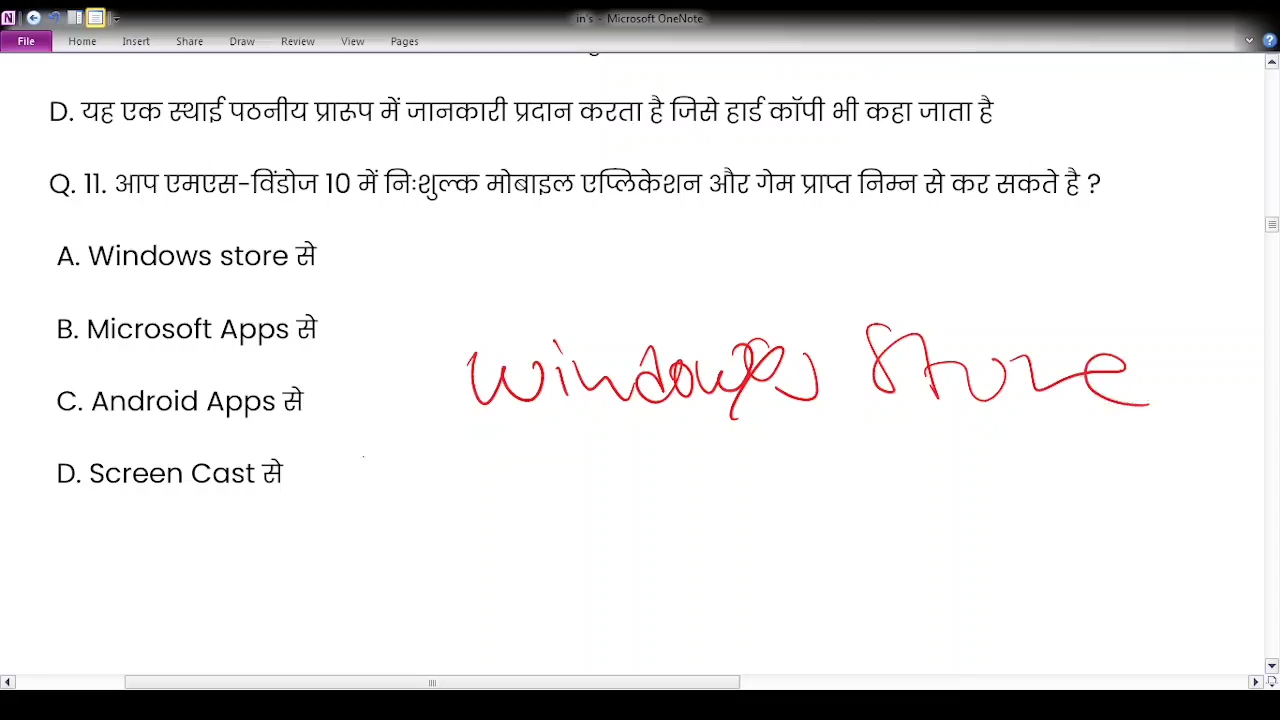 in's - Microsoft OneNote
File Home Insert Share Draw Review View Pages
D. यह एक स्थाई पठनीय प्रारूप में जानकारी प्रदान करता है जिसे हार्ड कॉपी भी कहा जाता है
Q. 11. आप एमएस-विंडोज 10 में निःशुल्क मोबाइल एप्लिकेशन और गेम प्राप्त निम्न से कर सकते है ?
A. Windows store से
B. Microsoft Apps से
Windows Store
C. Android Apps से
D. Screen Cast से